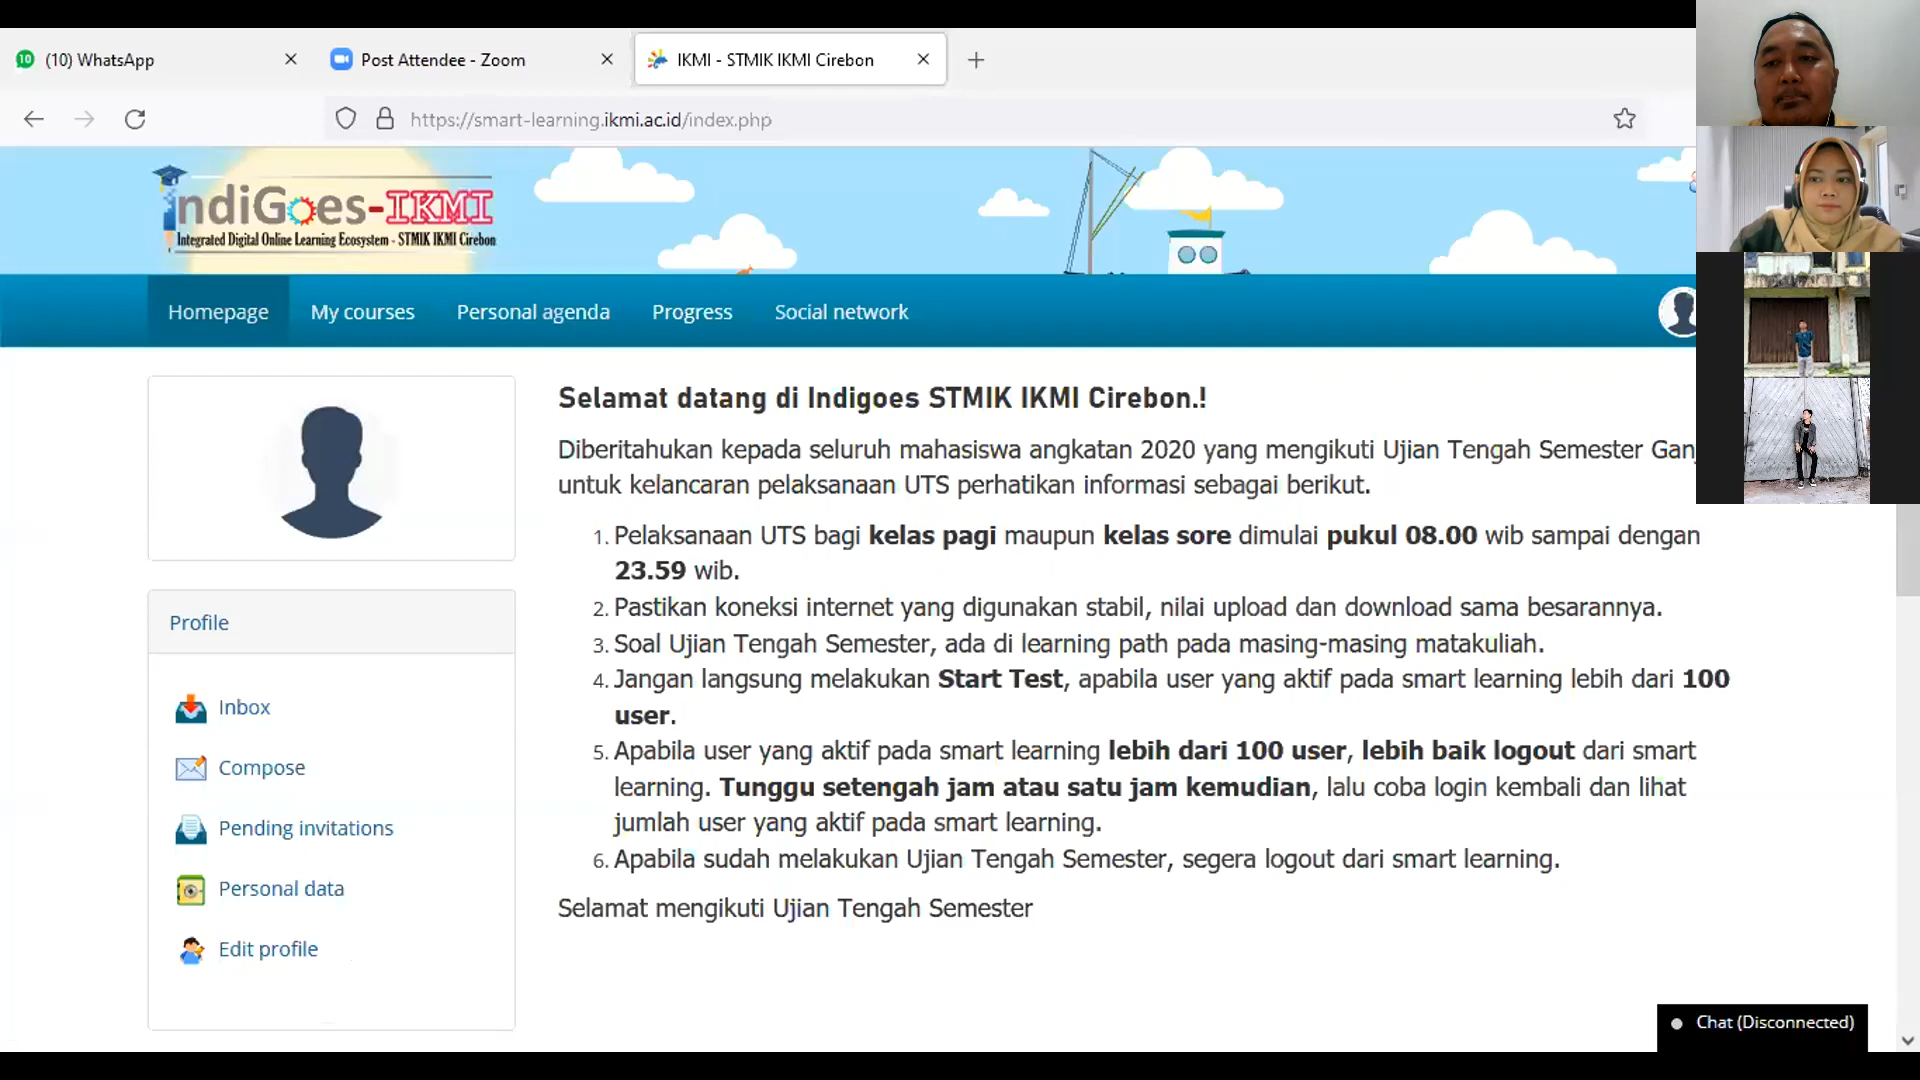 (10) WhatsApp
Post Attendee - Zoom
IKMI - STMIK IKMI Cirebon
https://smart-learning.ikmi.ac.id/index.php
IndiGoes-IKMI
Integrated Digital Online Learning Ecosystem - STMIK IKMI Cirebon
Homepage
My courses
Personal agenda
Progress
Social network
Profile
Inbox
Compose
Pending invitations
Personal data
Edit profile
Selamat datang di Indigoes STMIK IKMI Cirebon.!
Diberitahukan kepada seluruh mahasiswa angkatan 2020 yang mengikuti Ujian Tengah Semester
untuk kelancaran pelaksanaan UTS perhatikan informasi sebagai berikut.
1. Pelaksanaan UTS bagi kelas pagi maupun kelas sore dimulai pukul 08.00 wib sampai dengan
23.59 wib.
2. Pastikan koneksi internet yang digunakan stabil, nilai upload dan download sama besarannya.
3. Soal Ujian Tengah Semester, ada di learning path pada masing-masing matakuliah.
4. Jangan langsung melakukan Start Test, apabila user yang aktif pada smart learning lebih dari 100
user.
5. Apabila user yang aktif pada smart learning lebih dari 100 user, lebih baik logout dari smart
learning. Tunggu setengah jam atau satu jam kemudian, lalu coba login kembali dan lihat
jumlah user yang aktif pada smart learning.
6. Apabila sudah melakukan Ujian Tengah Semester, segera logout dari smart learning.
Selamat mengikuti Ujian Tengah Semester
Chat (Disconnected)